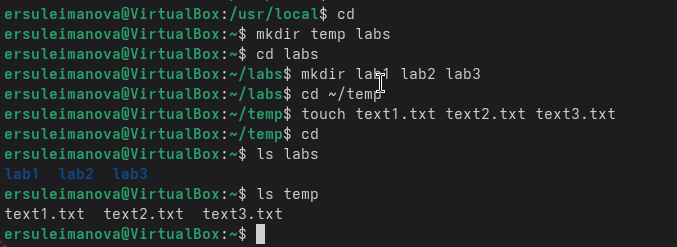 ersuleimanova@VirtualBox:/usr/local$ cd
ersuleimanova@VirtualBox:~$ mkdir temp labs
ersuleimanova@VirtualBox:~$ cd labs
ersuleimanova@VirtualBox:~/labs$ mkdir lab1 lab2 lab3
ersuleimanova@VirtualBox:~/labs$ cd ~/temp
ersuleimanova@VirtualBox:~/temp$ touch text1.txt text2.txt text3.txt
ersuleimanova@VirtualBox:~/temp$ cd
ersuleimanova@VirtualBox:~$ ls labs
lab1  lab2  lab3
ersuleimanova@VirtualBox:~$ ls temp
text1.txt  text2.txt  text3.txt
ersuleimanova@VirtualBox:~$